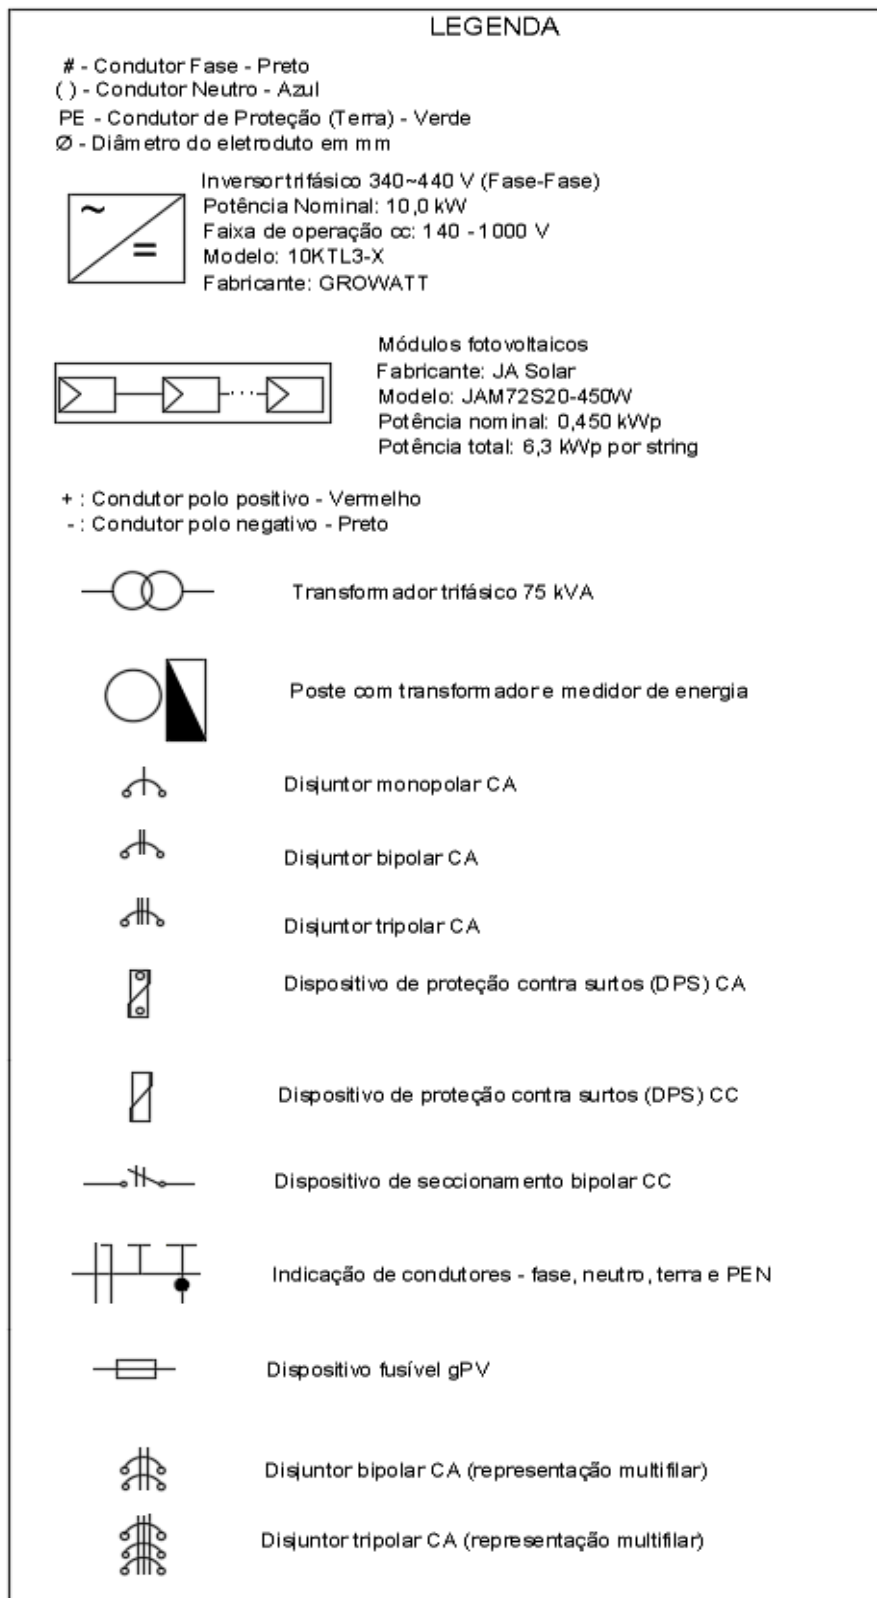 LEGENDA
# - Condutor Fase - Preto
( ) - Condutor Neutro - Azul
PE - Condutor de Proteção (Terra) - Verde
Ø - Diâmetro do eletroduto em mm
Inversor trifásico 340~440 V (Fase-Fase)
Potência Nominal: 10,0 kW
Faixa de operação cc: 140 - 1000 V
Modelo: 10KTL3-X
Fabricante: GROWATT
Módulos fotovoltaicos
Fabricante: JA Solar
Modelo: JAM72S20-450W
Potência nominal: 0,450 kWp
Potência total: 6,3 kWp por string
+ : Condutor polo positivo - Vermelho
- : Condutor polo negativo - Preto
Transformador trifásico 75 kVA
Poste com transformador e medidor de energia
Disjuntor monopolar CA
Disjuntor bipolar CA
Disjuntor tripolar CA
Dispositivo de proteção contra surtos (DPS) CA
Dispositivo de proteção contra surtos (DPS) CC
Dispositivo de seccionamento bipolar CC
Indicação de condutores - fase, neutro, terra e PEN
Dispositivo fusível gPV
Disjuntor bipolar CA (representação multifilar)
Disjuntor tripolar CA (representação multifilar)